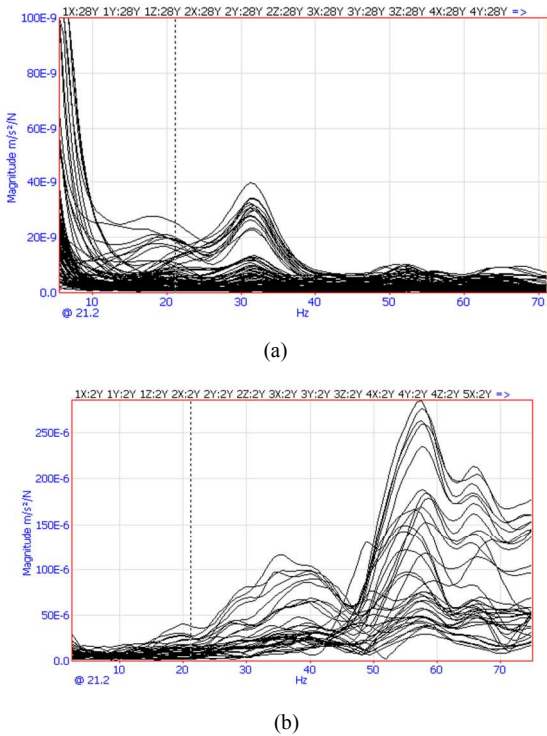 1X:28Y 1Y:28Y 1Z:28Y 2X:28Y 2Y:28Y 2Z:28Y 3X:28Y 3Y:28Y 3Z:28Y 4X:28Y 4Y:28Y =>
100E-9
80E-9
60E-9
40E-9
20E-9
0.0
Magnitude m/s²/N
10 20 30 40 50 60 70
Hz
@ 21.2
(a)
1X:2Y 1Y:2Y 1Z:2Y 2X:2Y 2Y:2Y 2Z:2Y 3X:2Y 3Y:2Y 3Z:2Y 4X:2Y 4Y:2Y 4Z:2Y 5X:2Y =>
250E-6
200E-6
150E-6
100E-6
50E-6
0.0
Magnitude m/s²/N
10 20 30 40 50 60 70
Hz
@ 21.2
(b)